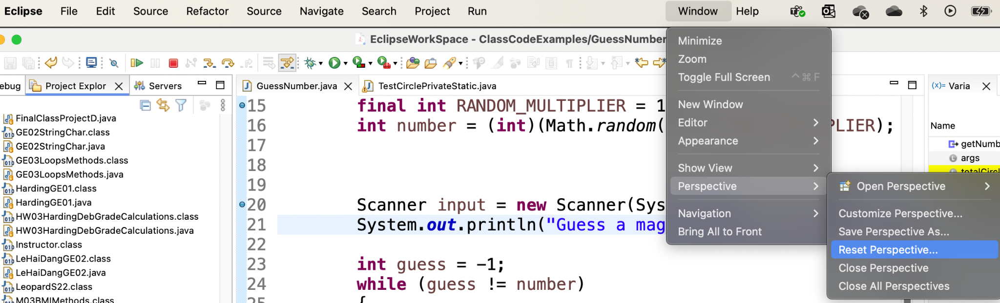 Eclipse File Edit Source Refactor Source Navigate Search Project Run Window Help
EclipseWorkSpace - ClassCodeExamples/GuessNumber
ebug Project Explor Servers
GuessNumber.java TestCirclePrivateStatic.java
(x)= Varia
FinalClassProjectD.java
GE02StringChar.class
GE02StringChar.java
GE03LoopsMethods.class
GE03LoopsMethods.java
HardingGE01.class
HardingGE01.java
HW03HardingDebGradeCalculations.class
HW03HardingDebGradeCalculations.java
Instructor.class
LeHaiDangGE02.class
LeHaiDangGE02.java
LeopardS22.class
M03BMIMethods.class
15 final int RANDOM_MULTIPLIER = 1
16 int number = (int)(Math.random( PLIER);
17
18
19
20 Scanner input = new Scanner(Sys
21 System.out.println("Guess a mag
22
23 int guess = -1;
24 while (guess != number)
25 {
Minimize
Zoom
Toggle Full Screen ^⌘F
New Window
Editor
Appearance
Show View
Perspective
Navigation
Bring All to Front
Open Perspective
Customize Perspective...
Save Perspective As...
Reset Perspective...
Close Perspective
Close All Perspectives
Name
getNumb
args
totalCircl